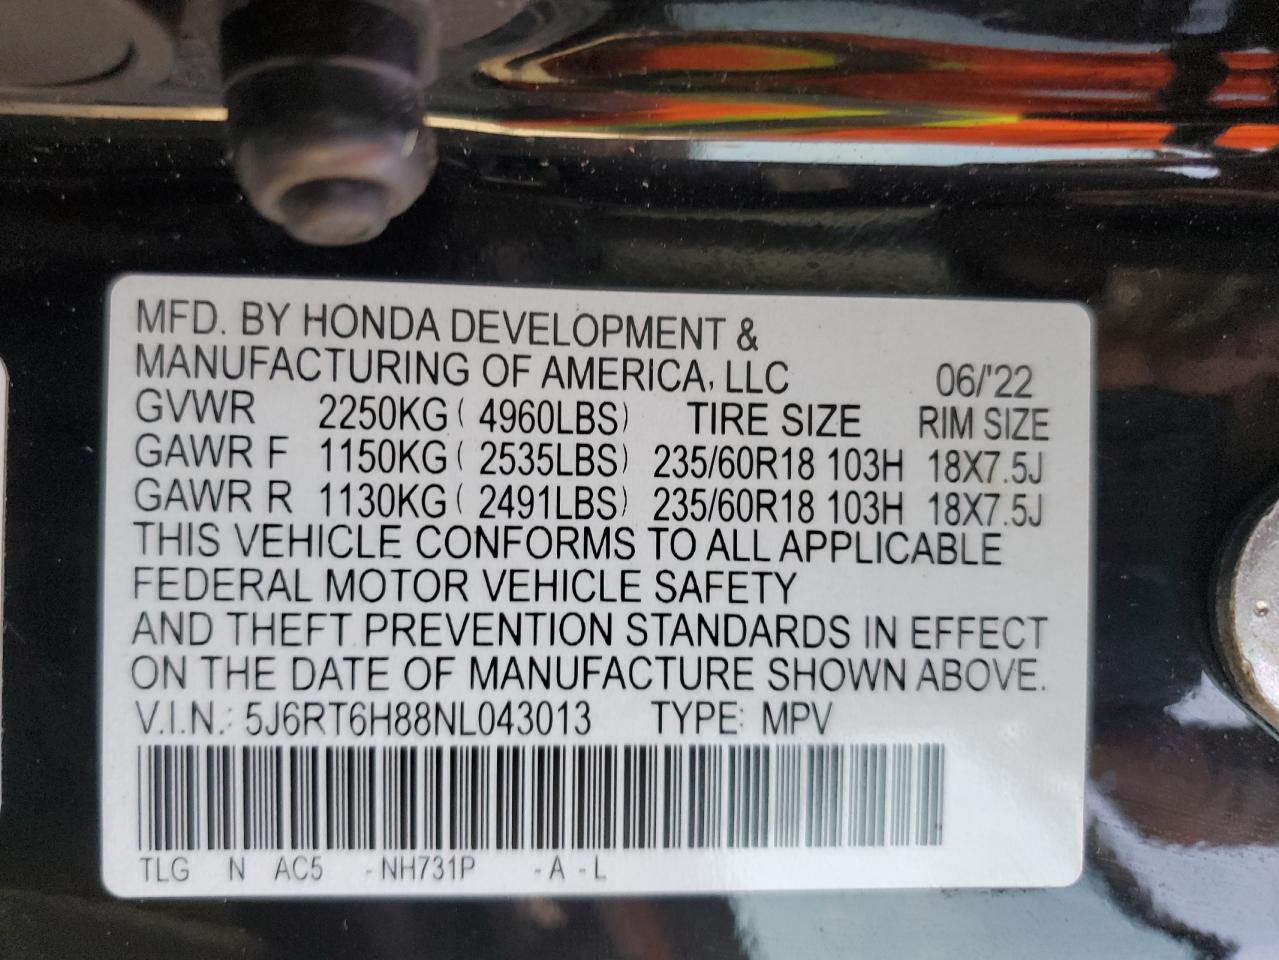 MFD. BY HONDA DEVELOPMENT &
MANUFACTURING OF AMERICA, LLC 06/'22
GVWR 2250KG ( 4960LBS) TIRE SIZE RIM SIZE
GAWR F 1150KG ( 2535LBS) 235/60R18 103H 18X7.5J
GAWR R 1130KG ( 2491LBS) 235/60R18 103H 18X7.5J
THIS VEHICLE CONFORMS TO ALL APPLICABLE
FEDERAL MOTOR VEHICLE SAFETY
AND THEFT PREVENTION STANDARDS IN EFFECT
ON THE DATE OF MANUFACTURE SHOWN ABOVE.
V.I.N.: 5J6RT6H88NL043013 TYPE: MPV
TLG N AC5 -NH731P -A -L